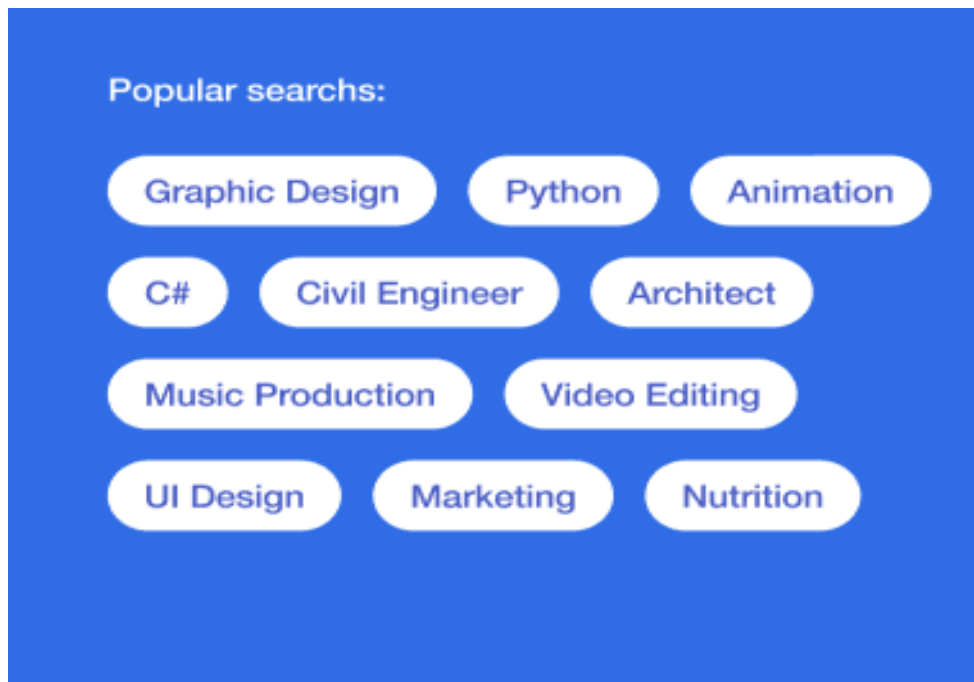 Popular searchs:
Graphic Design Python Animation
C# Civil Engineer Architect
Music Production Video Editing
UI Design Marketing Nutrition